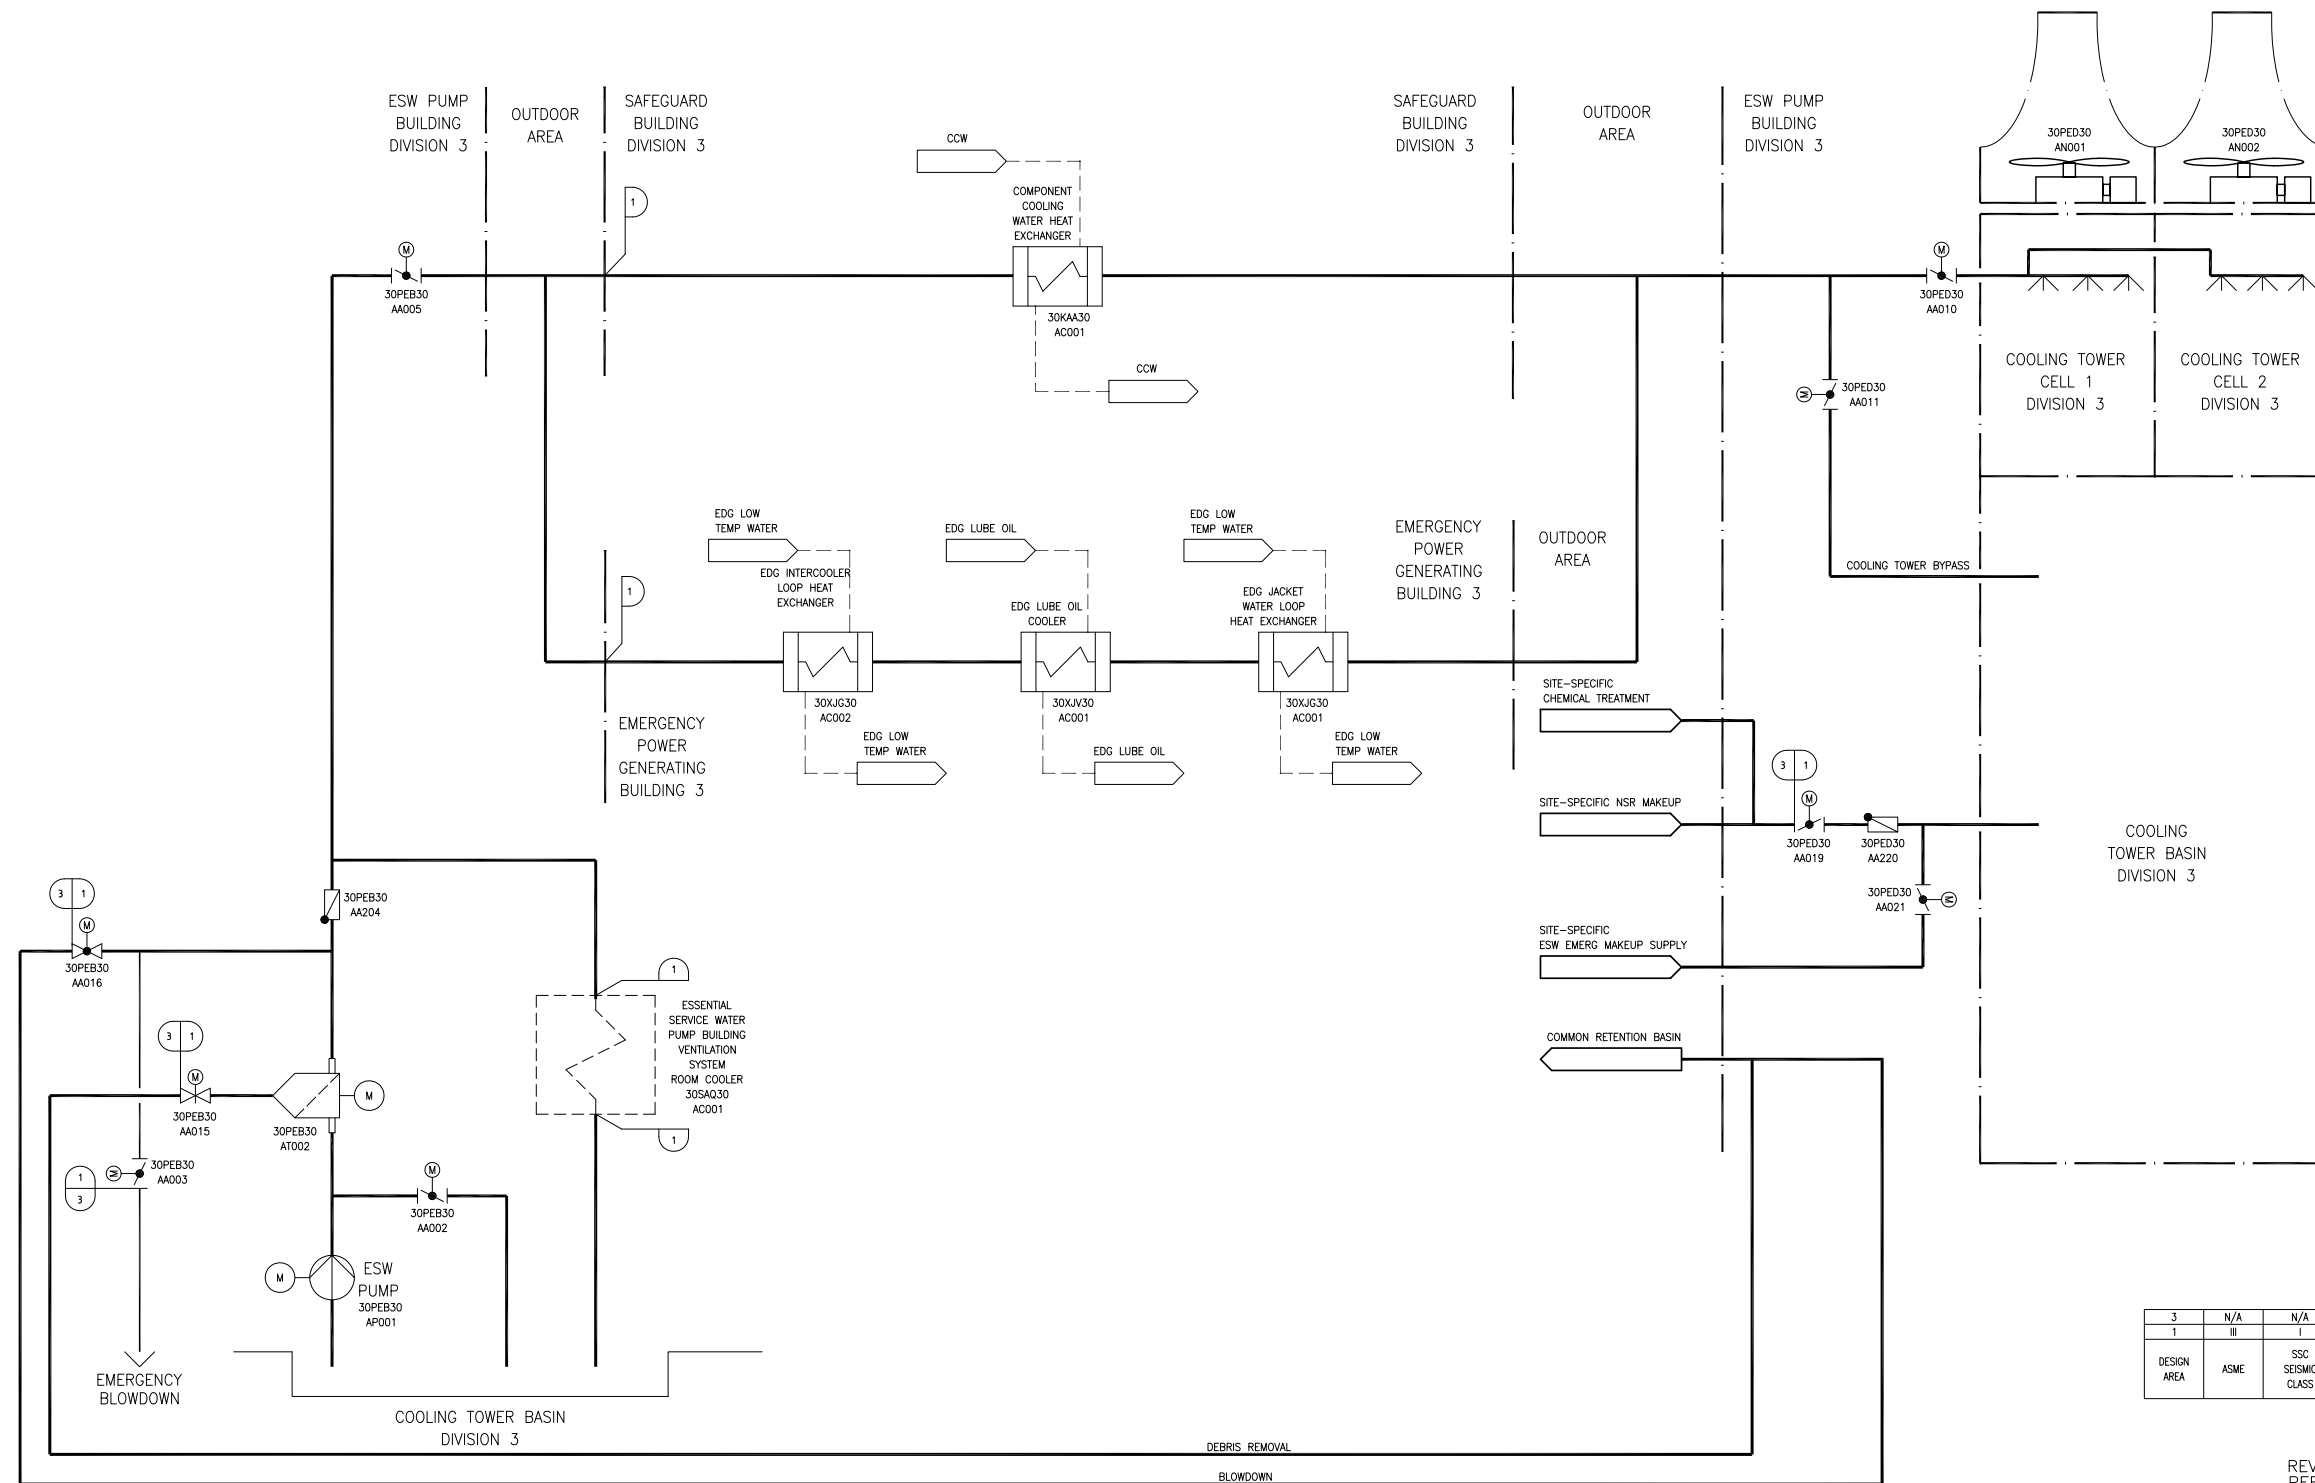 ESW PUMP
BUILDING
DIVISION 3
OUTDOOR
AREA
SAFEGUARD
BUILDING
DIVISION 3
CCW
SAFEGUARD
BUILDING
DIVISION 3
OUTDOOR
AREA
ESW PUMP
BUILDING
DIVISION 3
30PED30
AN001
30PED30
AN002
1
COMPONENT
COOLING
WATER HEAT
EXCHANGER
M
30PEB30
AA005
30KAA30
AC001
CCW
M
30PED30
AA010
COOLING TOWER
CELL 1
DIVISION 3
COOLING TOWER
CELL 2
DIVISION 3
M
30PED30
AA011
COOLING TOWER BYPASS
EDG LOW
TEMP WATER
EDG LUBE OIL
EDG LOW
TEMP WATER
EMERGENCY
POWER
GENERATING
BUILDING 3
OUTDOOR
AREA
1
EDG INTERCOOLER
LOOP HEAT
EXCHANGER
EDG LUBE OIL
COOLER
EDG JACKET
WATER LOOP
HEAT EXCHANGER
30XJG30
AC002
30XJV30
AC001
30XJG30
AC001
EMERGENCY
POWER
GENERATING
BUILDING 3
EDG LOW
TEMP WATER
EDG LUBE OIL
EDG LOW
TEMP WATER
SITE-SPECIFIC
CHEMICAL TREATMENT
3 1
M
SITE-SPECIFIC NSR MAKEUP
30PED30
AA019
30PED30
AA220
COOLING
TOWER BASIN
DIVISION 3
30PED30
AA021
M
SITE-SPECIFIC
ESW EMERG MAKEUP SUPPLY
COMMON RETENTION BASIN
3 1
M
30PEB30
AA016
30PEB30
AA204
1
ESSENTIAL
SERVICE WATER
PUMP BUILDING
VENTILATION
SYSTEM
ROOM COOLER
30SAQ30
AC001
1
3 1
M
30PEB30
AA015
30PEB30
AT002
M
M
30PEB30
AA003
1
3
M
30PEB30
AA002
M
ESW
PUMP
30PEB30
AP001
EMERGENCY
BLOWDOWN
COOLING TOWER BASIN
DIVISION 3
DEBRIS REMOVAL
BLOWDOWN
3 N/A N/A
1 III I
DESIGN
AREA
ASME
SSC
SEISMIC
CLASS
REV